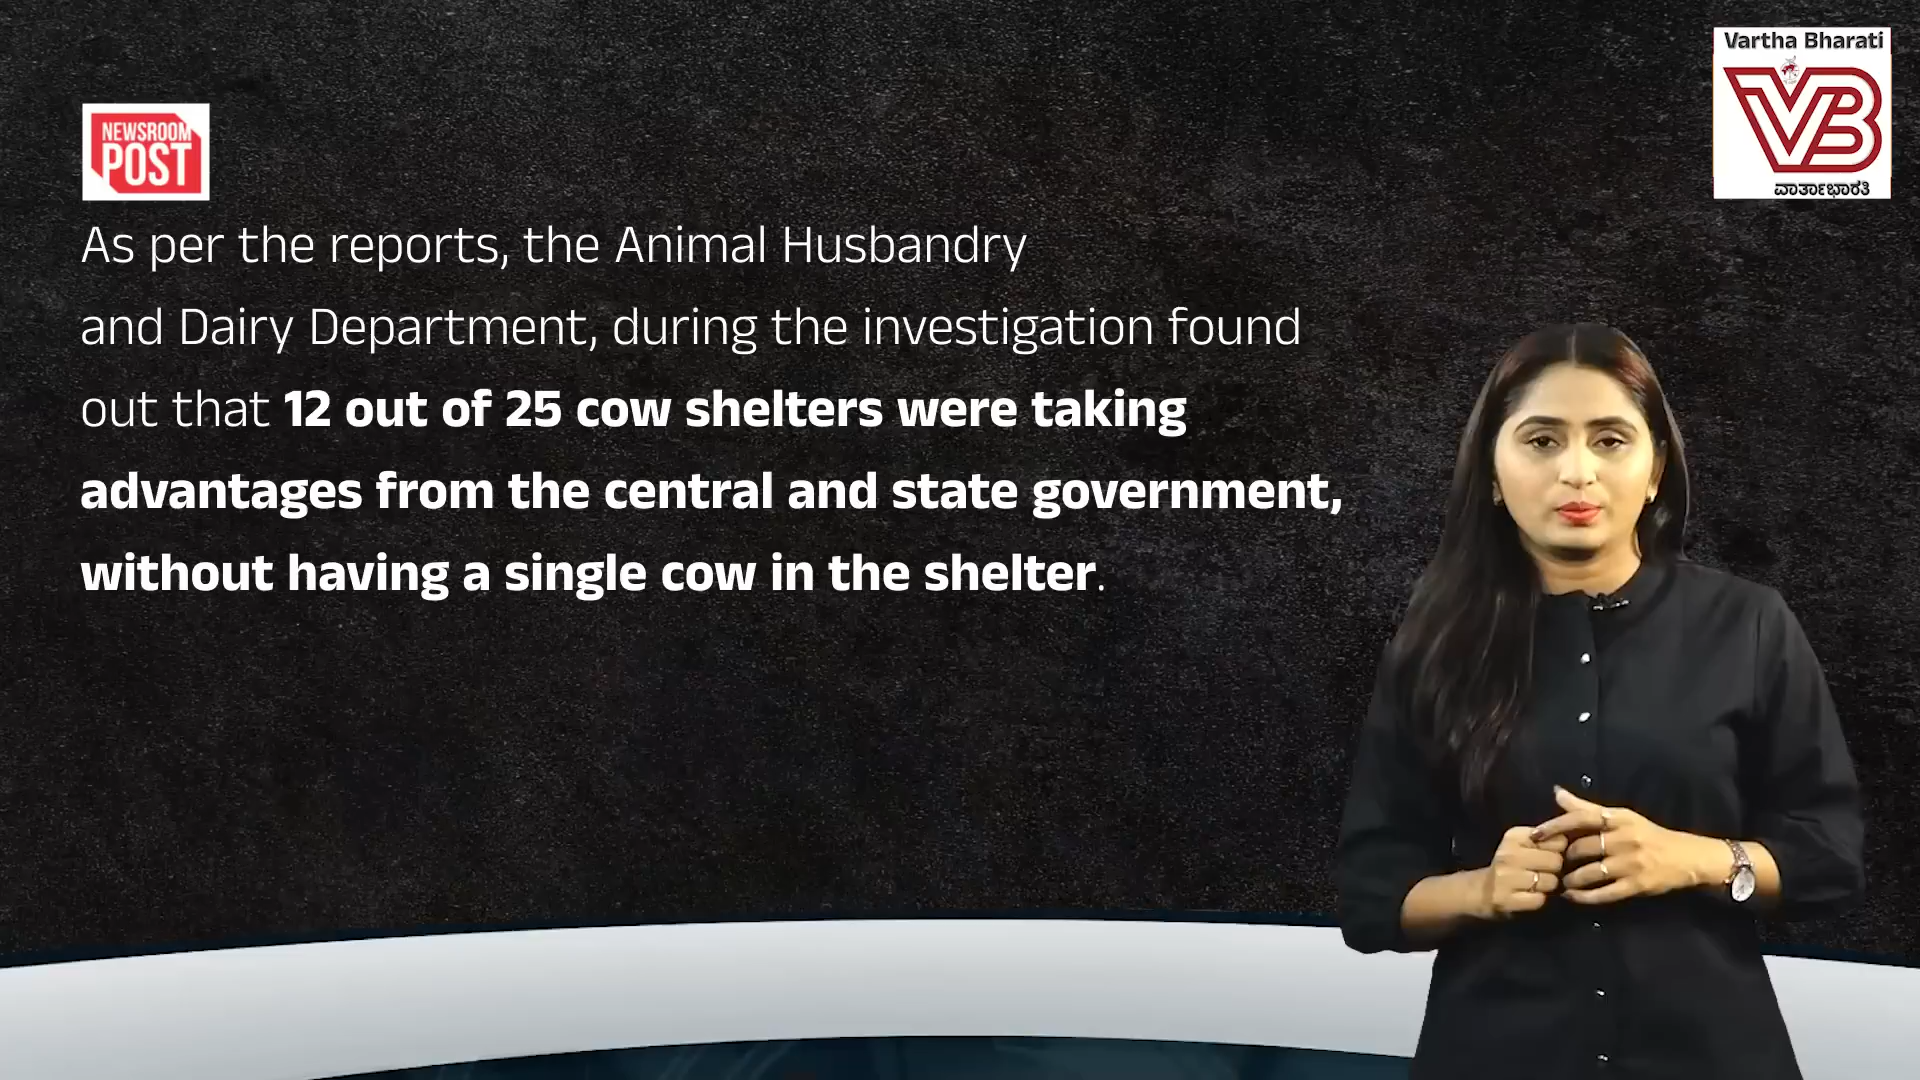 Vartha Bharati
VB
ವಾರ್ತಾಭಾರತಿ
NEWSROOM
POST
As per the reports, the Animal Husbandry
and Dairy Department, during the investigation found
out that 12 out of 25 cow shelters were taking
advantages from the central and state government,
without having a single cow in the shelter.